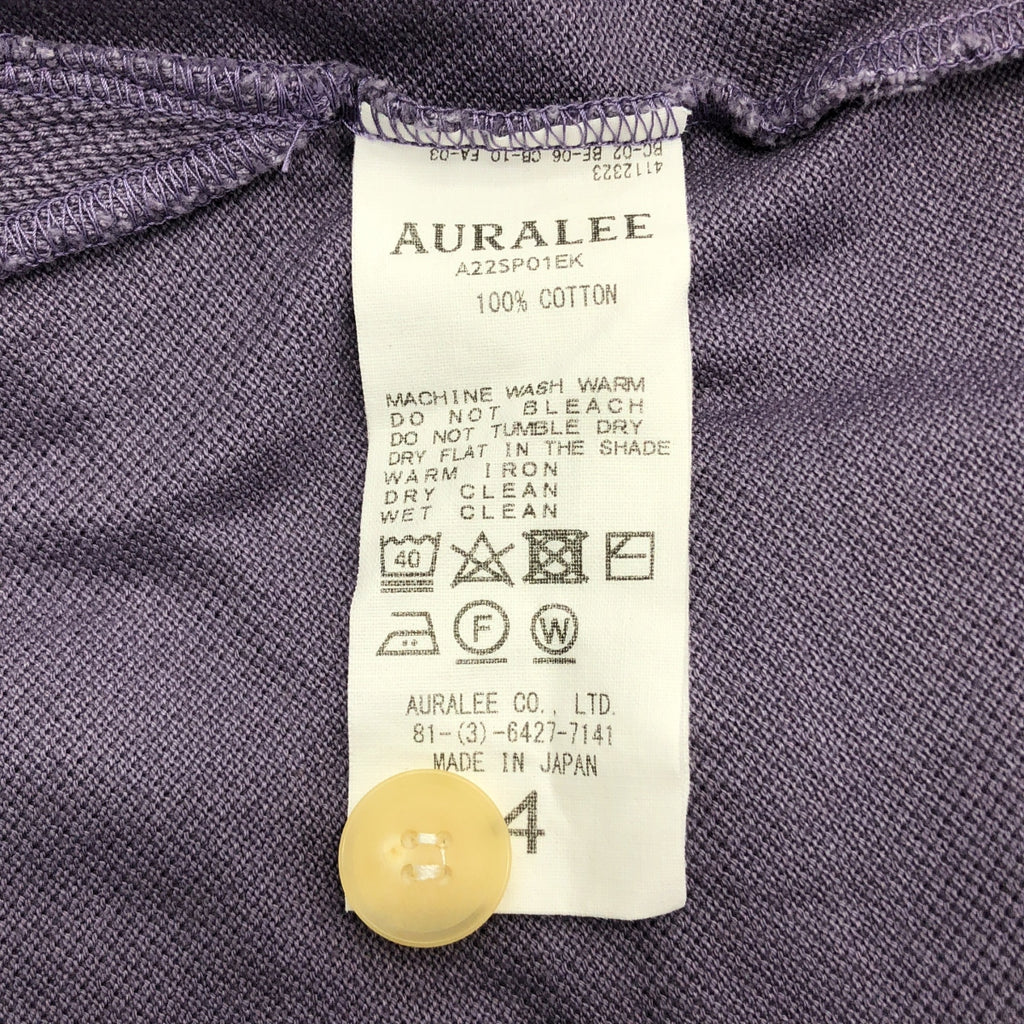 BC-02 BF-06 CB-10 FA-03
4112323
AURALEE
A22SP01EK
100% COTTON
MACHINE WASH WARM
DO NOT BLEACH
DO NOT TUMBLE DRY
DRY FLAT IN THE SHADE
WARM IRON
DRY CLEAN
WET CLEAN
40
F
W
AURALEE CO., LTD.
81-(3)-6427-7141
MADE IN JAPAN
4